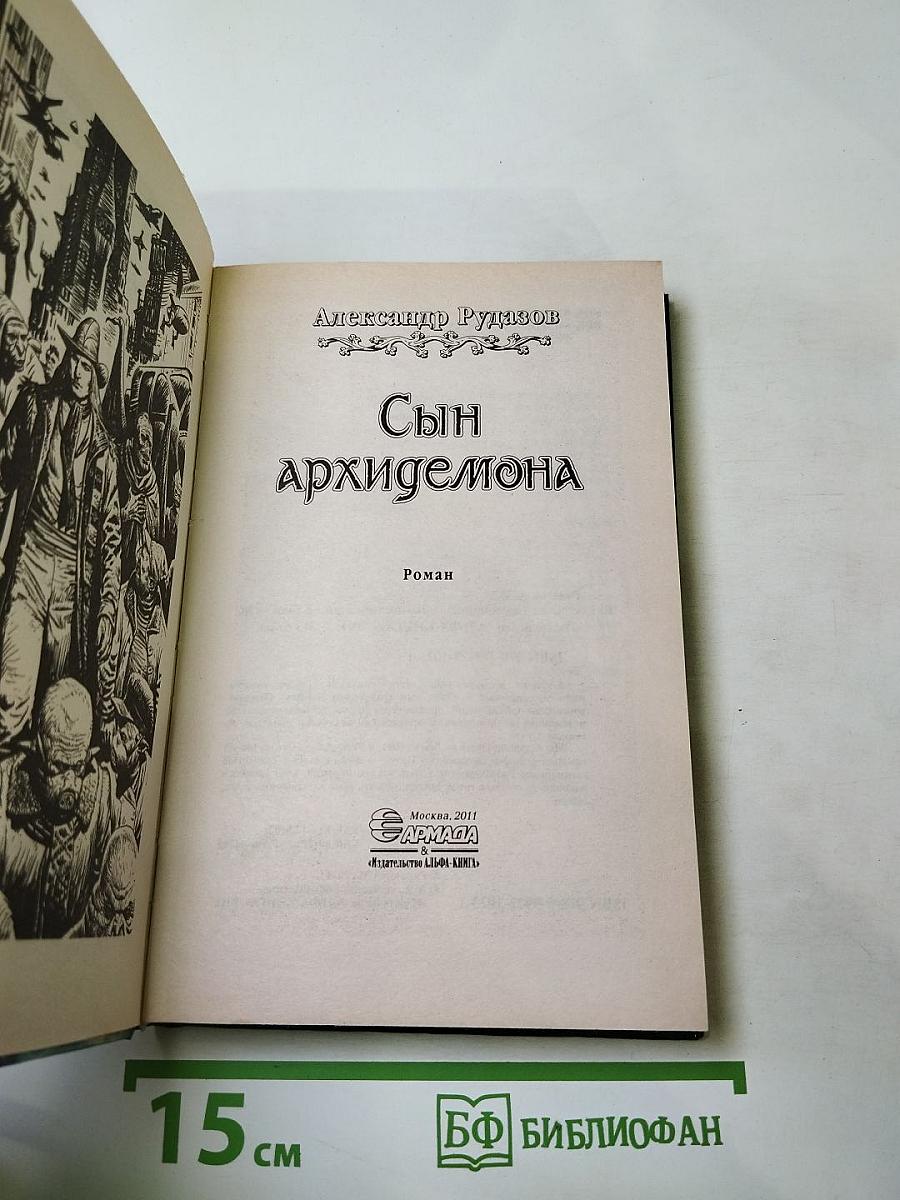 Александр Рудазов
Сын
архидемона
Роман
Москва, 2011
АРМАДА
&
«Издательство АЛЬФА-КНИГА»
15 см
БФ БИБЛИОФАН